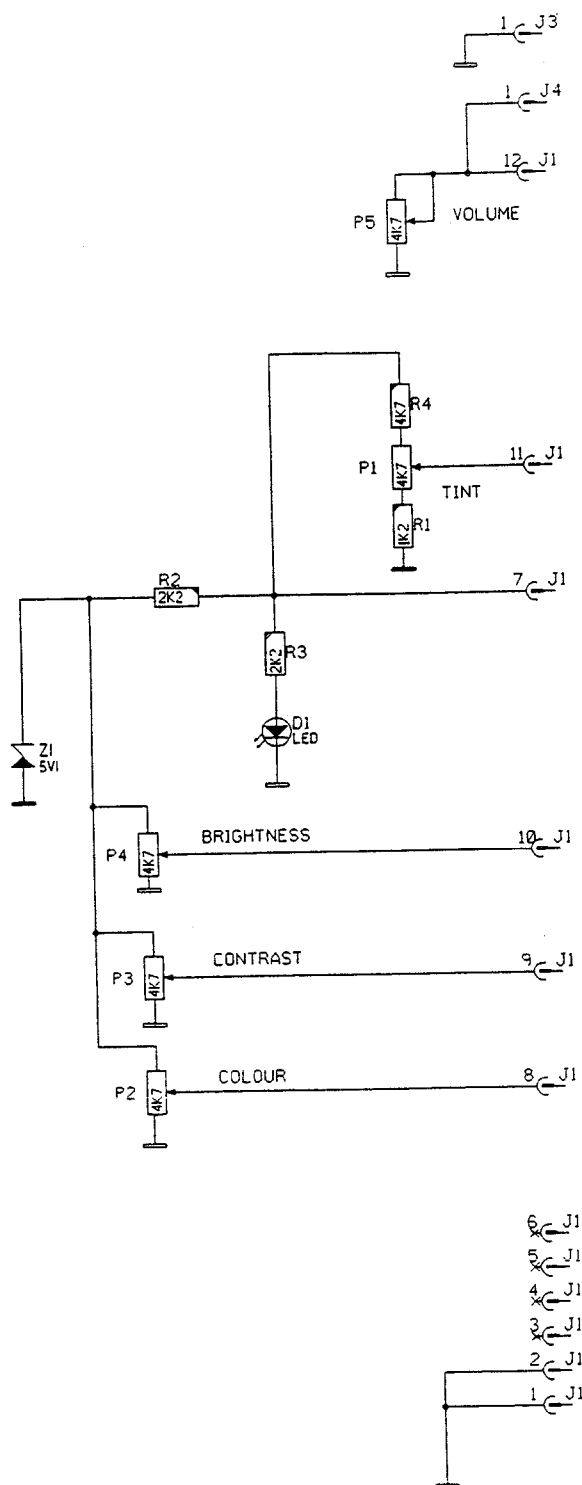 1 J3
1 J4
12 J1
P5 4K7 VOLUME
4K7 R4
P1 4K7 11 J1
TINT
1K2 R1
R2 7 J1
2K2
2K2 R3
D1
LED
Z1
5V1
BRIGHTNESS 10 J1
P4 4K7
CONTRAST 9 J1
P3 4K7
COLOUR 8 J1
P2 4K7
6 J1
5 J1
4 J1
3 J1
2 J1
1 J1